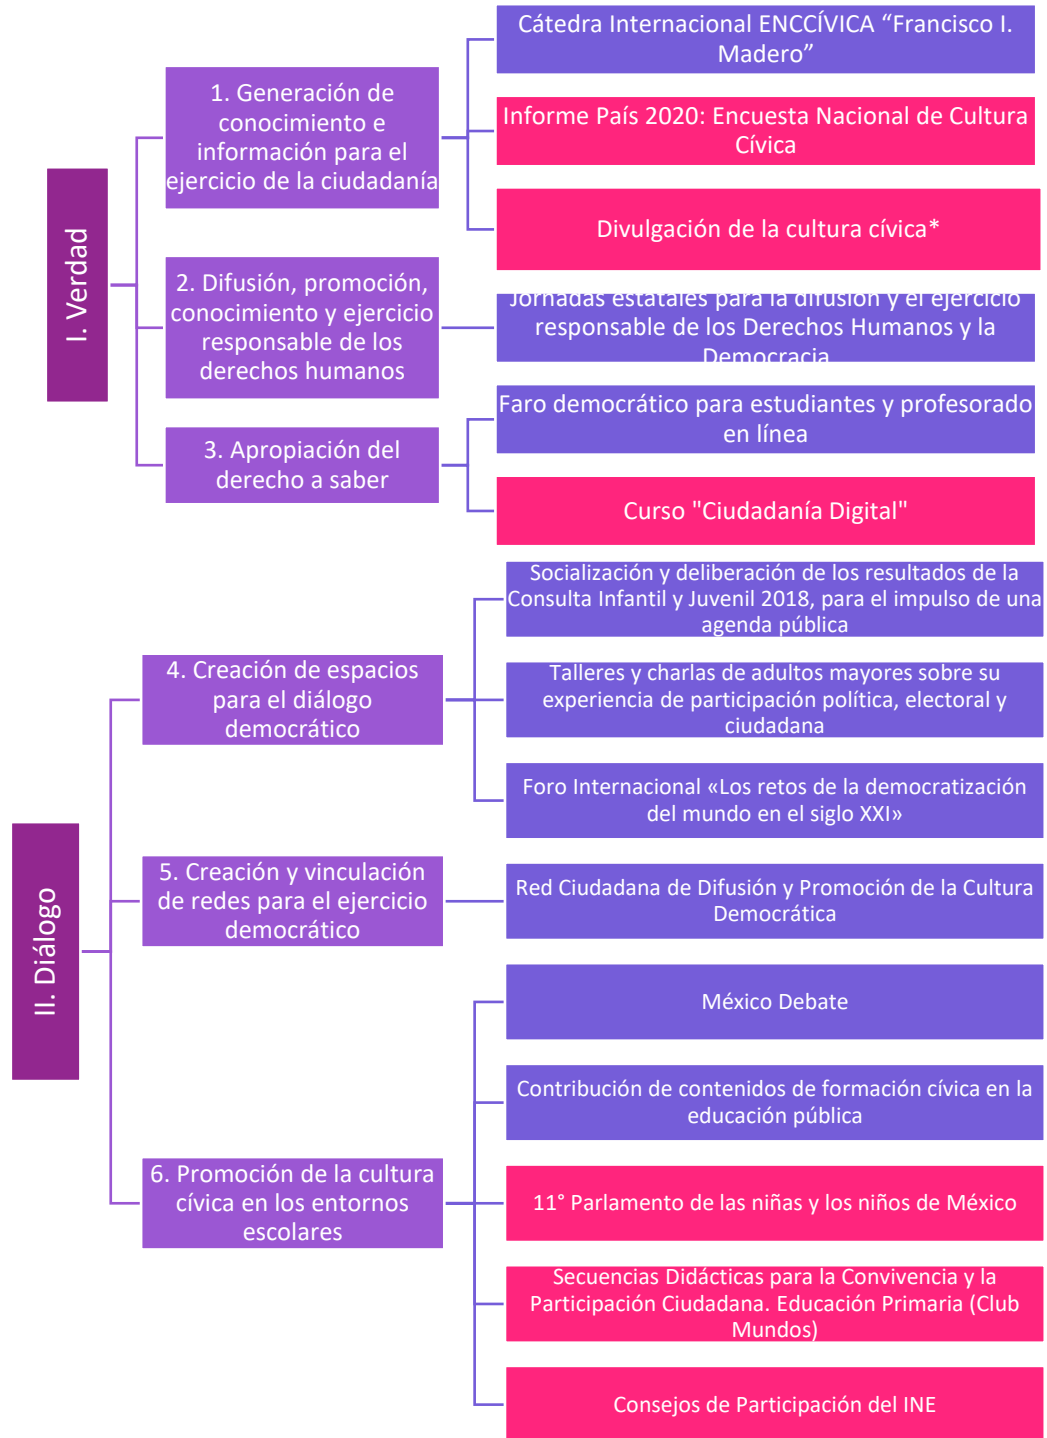 I. Verdad
1. Generación de
conocimiento e
información para el
ejercicio de la ciudadanía
Cátedra Internacional ENCCÍVICA “Francisco I.
Madero”
Informe País 2020: Encuesta Nacional de Cultura
Cívica
Divulgación de la cultura cívica*
2. Difusión, promoción,
conocimiento y ejercicio
responsable de los
derechos humanos
Jornadas estatales para la difusión y el ejercicio
responsable de los Derechos Humanos y la
Democracia
3. Apropiación del
derecho a saber
Faro democrático para estudiantes y profesorado
en línea
Curso "Ciudadanía Digital"
II. Diálogo
4. Creación de espacios
para el diálogo
democrático
Socialización y deliberación de los resultados de la
Consulta Infantil y Juvenil 2018, para el impulso de una
agenda pública
Talleres y charlas de adultos mayores sobre su
experiencia de participación política, electoral y
ciudadana
Foro Internacional «Los retos de la democratización
del mundo en el siglo XXI»
5. Creación y vinculación
de redes para el ejercicio
democrático
Red Ciudadana de Difusión y Promoción de la Cultura
Democrática
6. Promoción de la cultura
cívica en los entornos
escolares
México Debate
Contribución de contenidos de formación cívica en la
educación pública
11° Parlamento de las niñas y los niños de México
Secuencias Didácticas para la Convivencia y la
Participación Ciudadana. Educación Primaria (Club
Mundos)
Consejos de Participación del INE